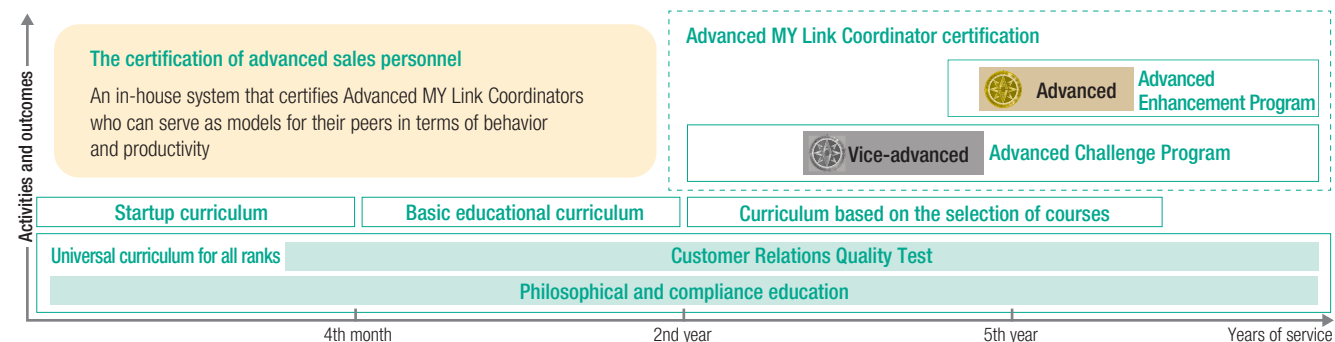 Activities and outcomes
The certification of advanced sales personnel
An in-house system that certifies Advanced MY Link Coordinators
who can serve as models for their peers in terms of behavior
and productivity
Advanced MY Link Coordinator certification
Advanced
Advanced
Enhancement Program
Vice-advanced
Advanced Challenge Program
Startup curriculum
Basic educational curriculum
Curriculum based on the selection of courses
Universal curriculum for all ranks
Customer Relations Quality Test
Philosophical and compliance education
4th month
2nd year
5th year
Years of service